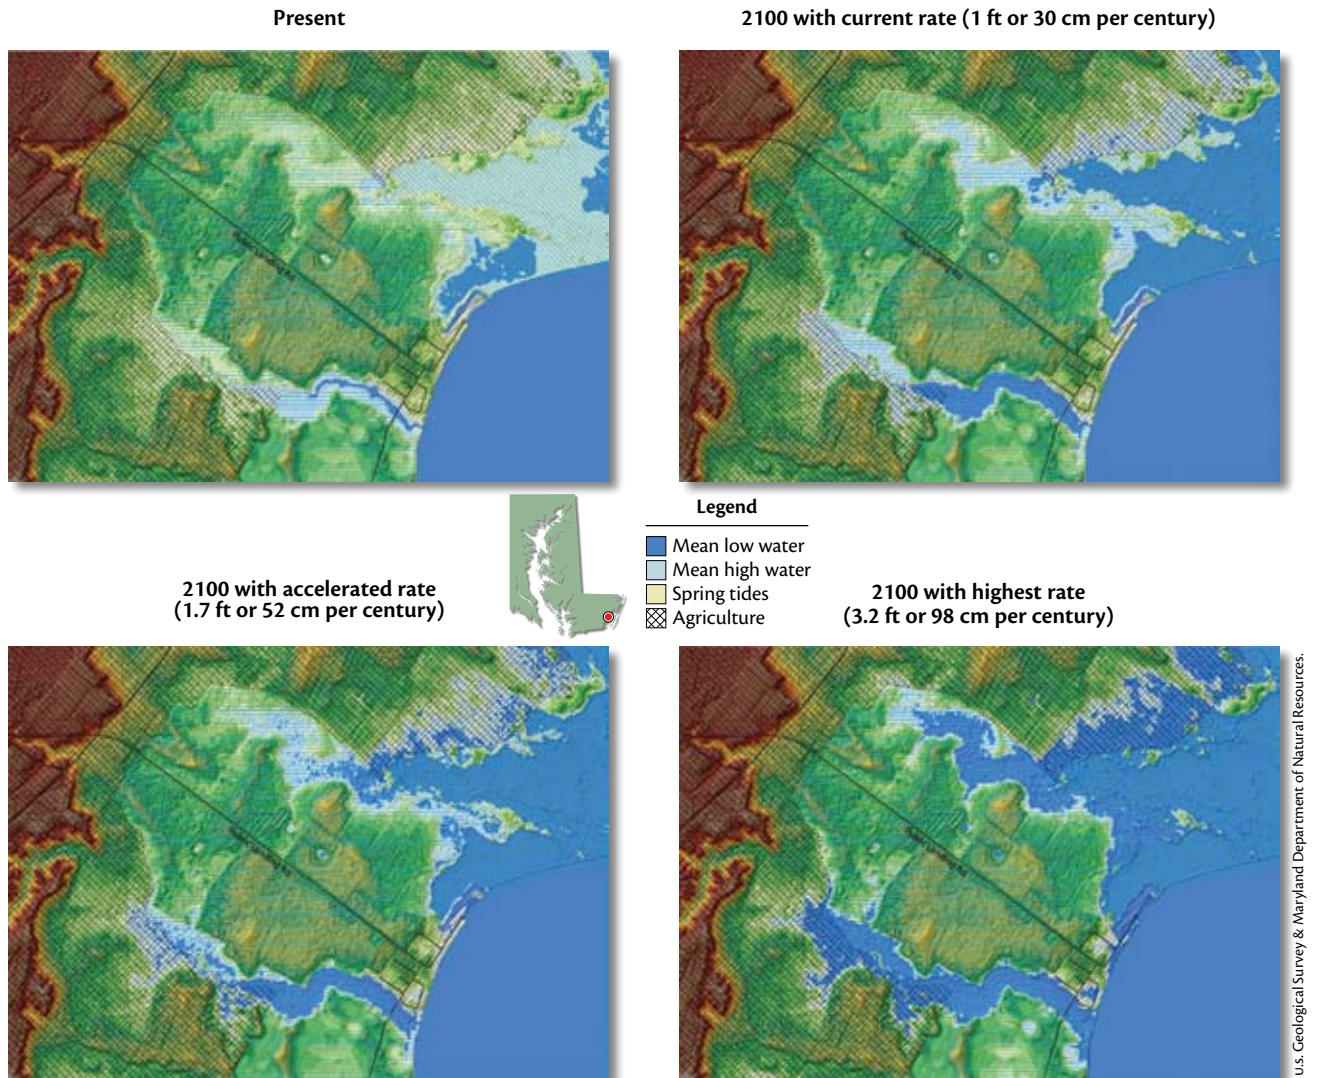 Present
2100 with current rate (1 ft or 30 cm per century)
Legend
Mean low water
Mean high water
Spring tides
Agriculture
2100 with accelerated rate
(1.7 ft or 52 cm per century)
2100 with highest rate
(3.2 ft or 98 cm per century)
U.S. Geological Survey & Maryland Department of Natural Resources.